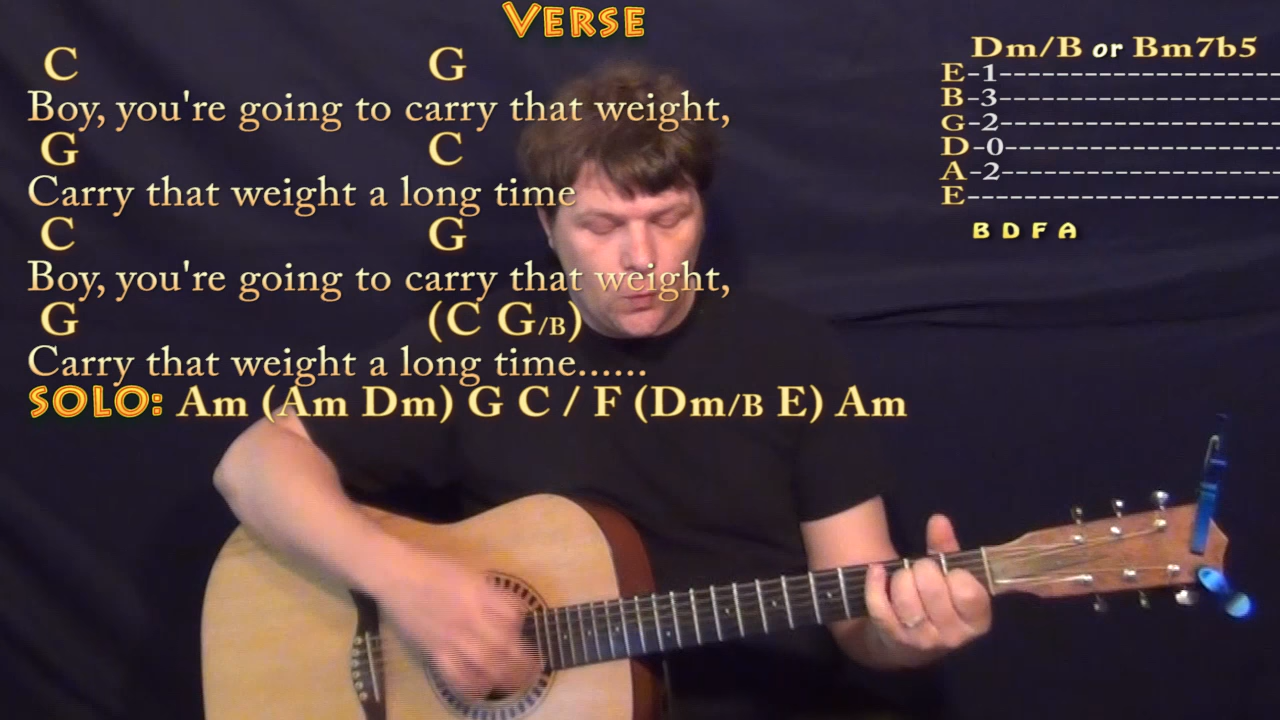 VERSE
C G
Boy, you're going to carry that weight,
G C
Carry that weight a long time
C G
Boy, you're going to carry that weight,
G (C G/B)
Carry that weight a long time......
SOLO: Am (Am Dm) G C / F (Dm/B E) Am
Dm/B or Bm7b5
E-1----------------------
B-3----------------------
G-2----------------------
D-0----------------------
A-2----------------------
E------------------------
B D F A